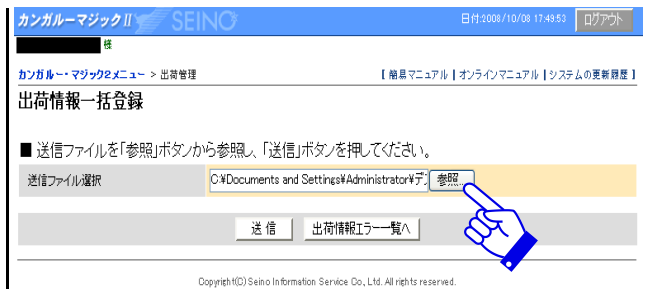 カンガルーマジックⅡ SEINO 日付:2008/10/08 17:49:53 ログアウト
様
カンガルー・マジック2メニュー > 出荷管理 【 簡易マニュアル | オンラインマニュアル | システムの更新履歴 】
出荷情報一括登録
■ 送信ファイルを「参照」ボタンから参照し、「送信」ボタンを押してください。
送信ファイル選択 C:¥Documents and Settings¥Administrator¥デ 参照...
送 信 出荷情報エラー一覧へ
Copyright(C) Seino Information Service Co., Ltd. All rights reserved.